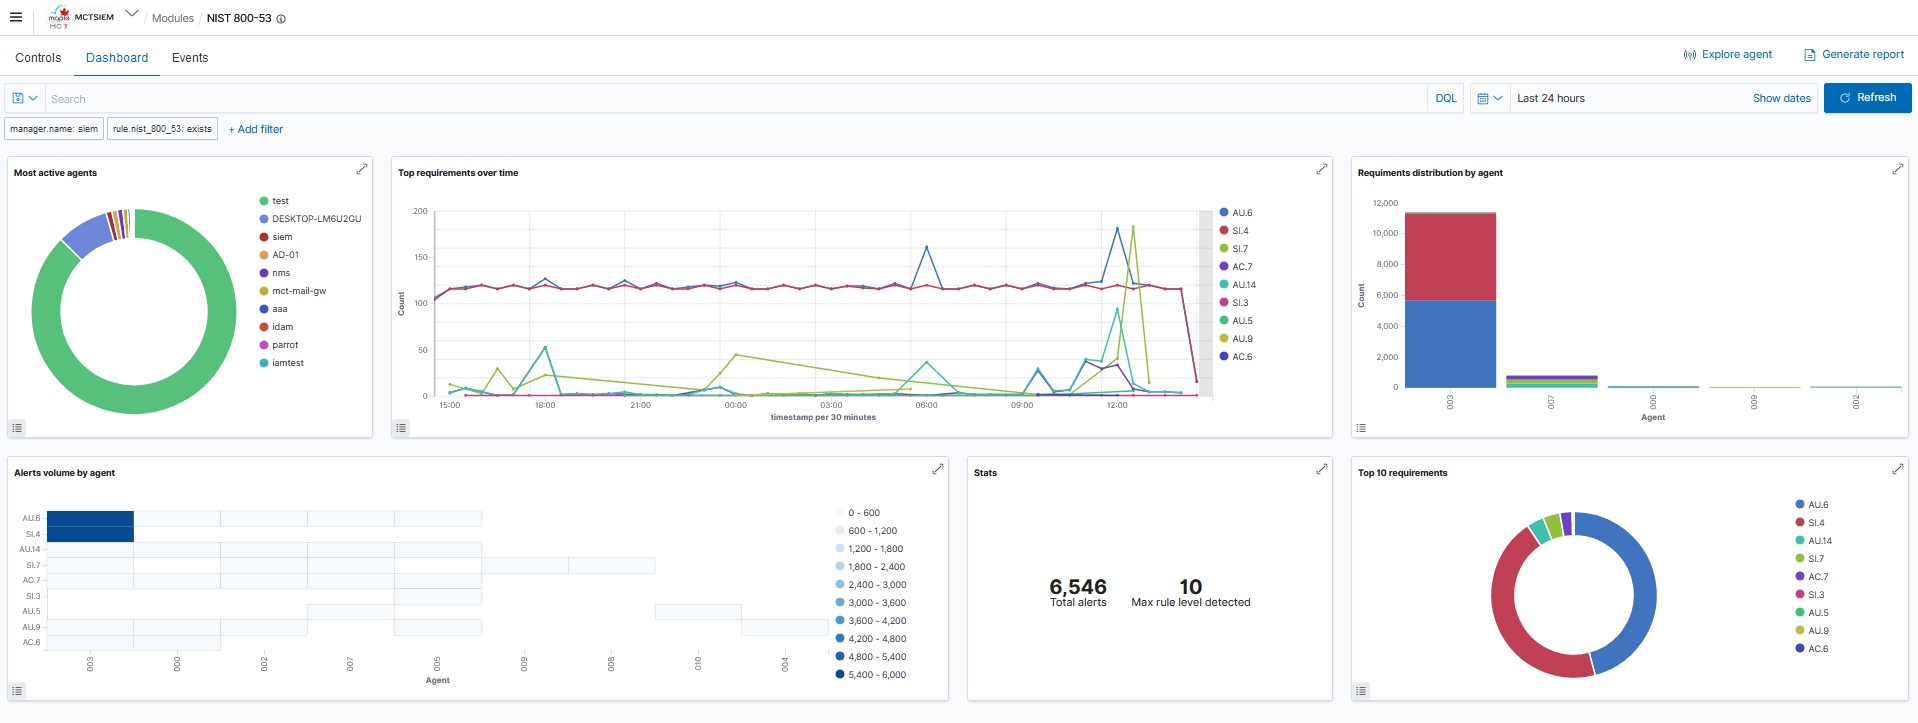 maple
MCT
MCTSIEM / Modules / NIST 800-53
Controls Dashboard Events
Explore agent Generate report
Search DQL Last 24 hours Show dates Refresh
manager.name: siem rule.nist_800_53: exists + Add filter
Most active agents
test
DESKTOP-LM6U2GU
siem
AD-01
nms
mct-mail-gw
aaa
idam
parrot
iamtest
Top requirements over time
200
150
100
50
0
Count
15:00 18:00 21:00 00:00 03:00 06:00 09:00 12:00
timestamp per 30 minutes
AU.6
SI.4
SI.7
AC.7
AU.14
SI.3
AU.5
AU.9
AC.6
Requiments distribution by agent
12,000
10,000
8,000
6,000
4,000
2,000
0
Count
003 007 000 009 002
Agent
Alerts volume by agent
AU.6
SI.4
AU.14
SI.7
AC.7
SI.3
AU.5
AU.9
AC.6
003 000 002 007 005 009 008 010 004
Agent
0 - 600
600 - 1,200
1,200 - 1,800
1,800 - 2,400
2,400 - 3,000
3,000 - 3,600
3,600 - 4,200
4,200 - 4,800
4,800 - 5,400
5,400 - 6,000
Stats
6,546 10
Total alerts Max rule level detected
Top 10 requirements
AU.6
SI.4
AU.14
SI.7
AC.7
SI.3
AU.5
AU.9
AC.6